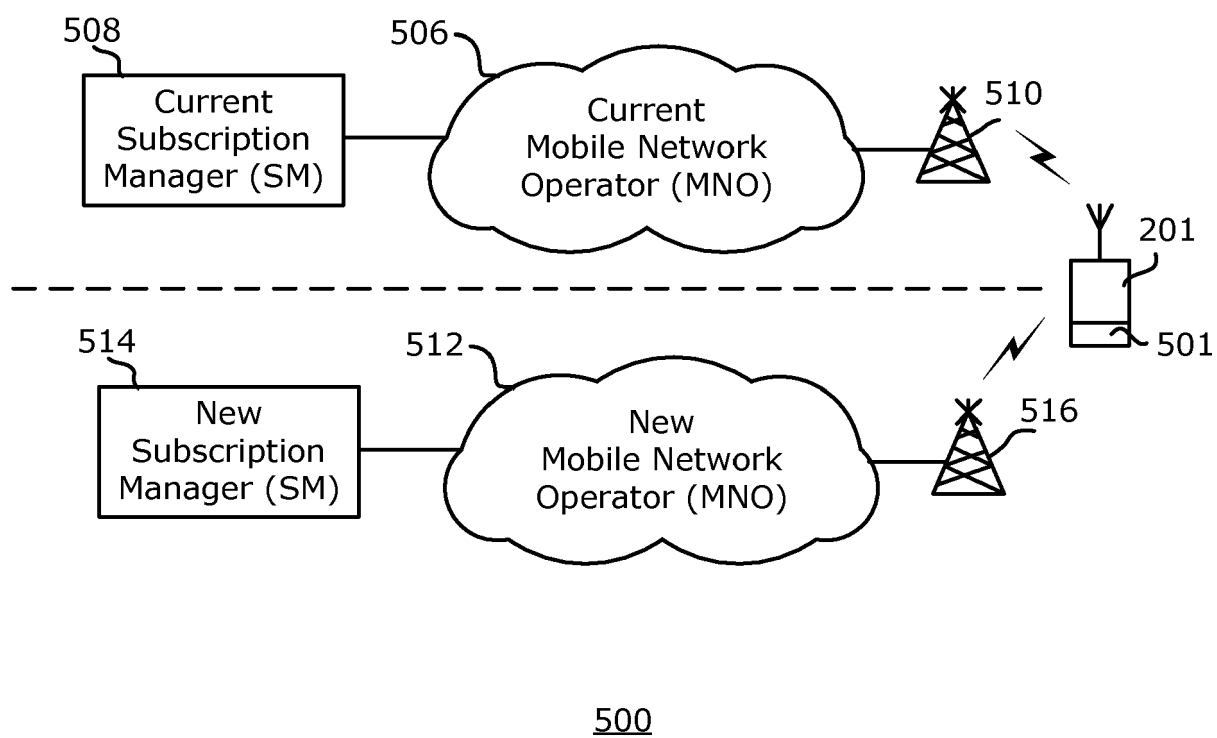 508
Current
Subscription
Manager (SM)
506
Current
Mobile Network
Operator (MNO)
510
201
501
514
New
Subscription
Manager (SM)
512
New
Mobile Network
Operator (MNO)
516
500